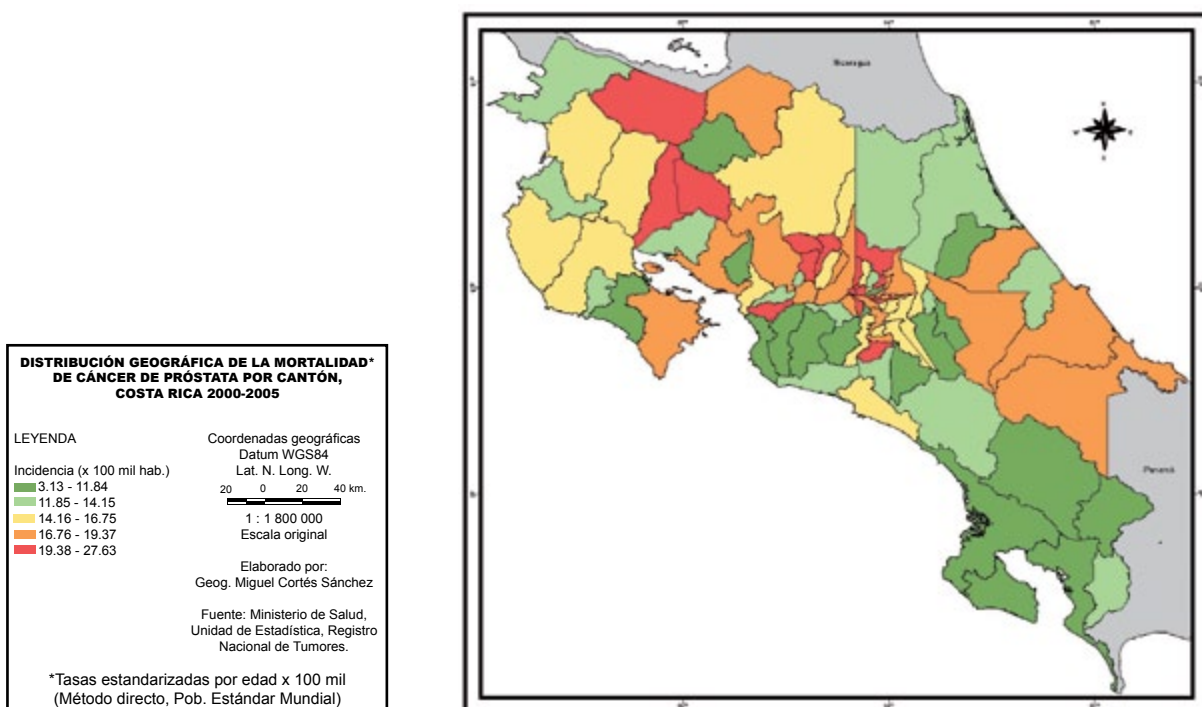 DISTRIBUCIÓN GEOGRÁFICA DE LA MORTALIDAD*
DE CÁNCER DE PRÓSTATA POR CANTÓN,
COSTA RICA 2000-2005
LEYENDA
Incidencia (x 100 mil hab.)
3.13 - 11.84
11.85 - 14.15
14.16 - 16.75
16.76 - 19.37
19.38 - 27.63
Coordenadas geográficas
Datum WGS84
Lat. N. Long. W.
20 0 20 40 km.
1 : 1 800 000
Escala original
Elaborado por:
Geog. Miguel Cortés Sánchez
Fuente: Ministerio de Salud,
Unidad de Estadística, Registro
Nacional de Tumores.
*Tasas estandarizadas por edad x 100 mil
(Método directo, Pob. Estándar Mundial)
Nicaragua
Panamá